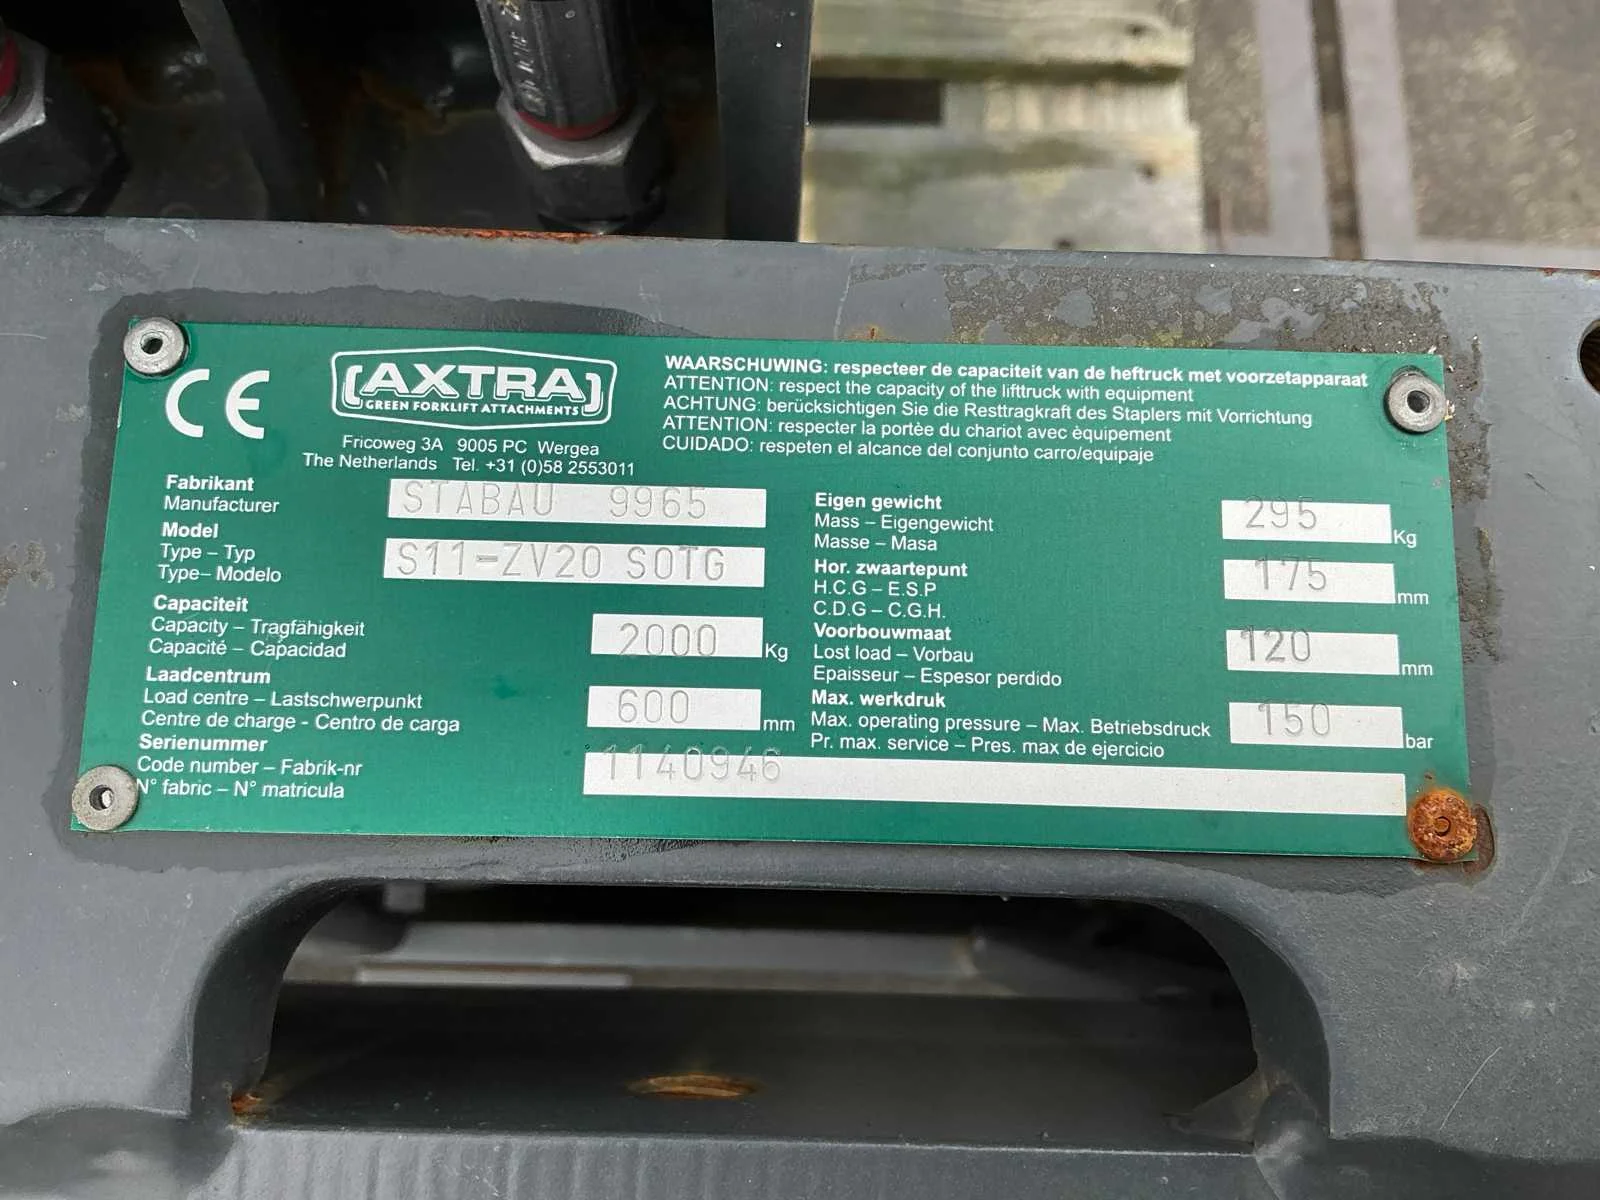 CE
AXTRA
GREEN FORKLIFT ATTACHMENTS
Fricoweg 3A 9005 PC Wergea
The Netherlands Tel. +31 (0)58 2553011
WAARSCHUWING: respecteer de capaciteit van de heftruck met voorzetapparaat
ATTENTION: respect the capacity of the lifttruck with equipment
ACHTUNG: berücksichtigen Sie die Resttragkraft des Staplers mit Vorrichtung
ATTENTION: respecter la portèe du chariot avec èquipement
CUIDADO: respeten el alcance del conjunto carro/equipaje
Fabrikant
Manufacturer
STABAU 9965
Model
Type – Typ
Type– Modelo
S11-ZV20 SOTG
Capaciteit
Capacity – Tragfähigkeit
Capacité – Capacidad
2000 Kg
Laadcentrum
Load centre – Lastschwerpunkt
Centre de charge - Centro de carga
600 mm
Serienummer
Code number – Fabrik-nr
N° fabric – N° matricula
1140946
Eigen gewicht
Mass – Eigengewicht
Masse – Masa
295 Kg
Hor. zwaartepunt
H.C.G – E.S.P
C.D.G – C.G.H.
175 mm
Voorbouwmaat
Lost load – Vorbau
Epaisseur – Espesor perdido
120 mm
Max. werkdruk
Max. operating pressure – Max. Betriebsdruck
Pr. max. service – Pres. max de ejercicio
150 bar